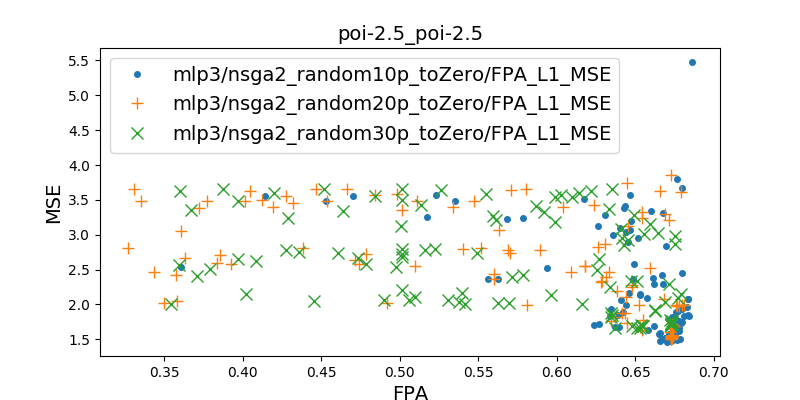 poi-2.5_poi-2.5
5.5
5.0
4.5
4.0
3.5
3.0
2.5
2.0
1.5
MSE
mlp3/nsga2_random10p_toZero/FPA_L1_MSE
mlp3/nsga2_random20p_toZero/FPA_L1_MSE
mlp3/nsga2_random30p_toZero/FPA_L1_MSE
0.35 0.40 0.45 0.50 0.55 0.60 0.65 0.70
FPA